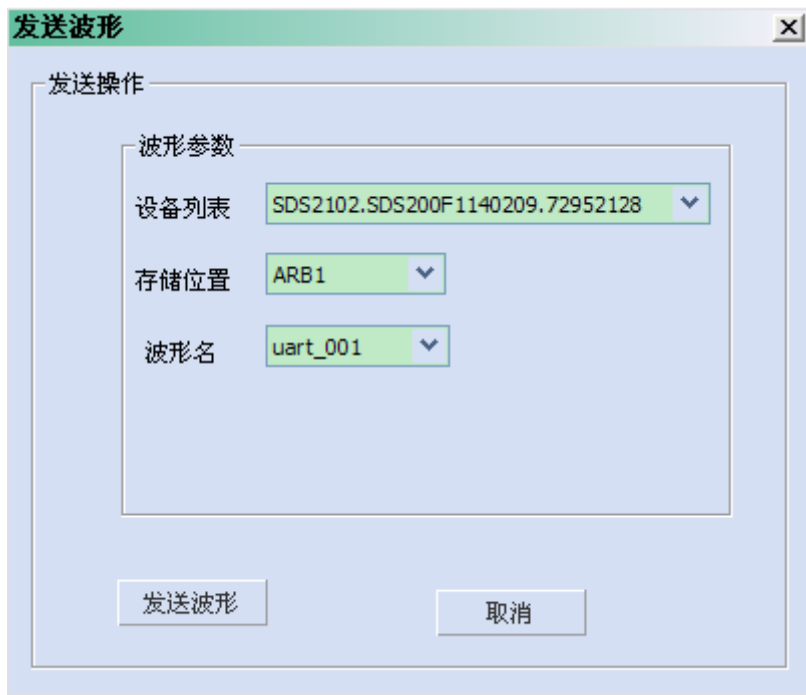 发送波形
发送操作
波形参数
设备列表 SDS2102.SDS200F1140209.72952128
存储位置 ARB1
波形名 uart_001
发送波形 取消